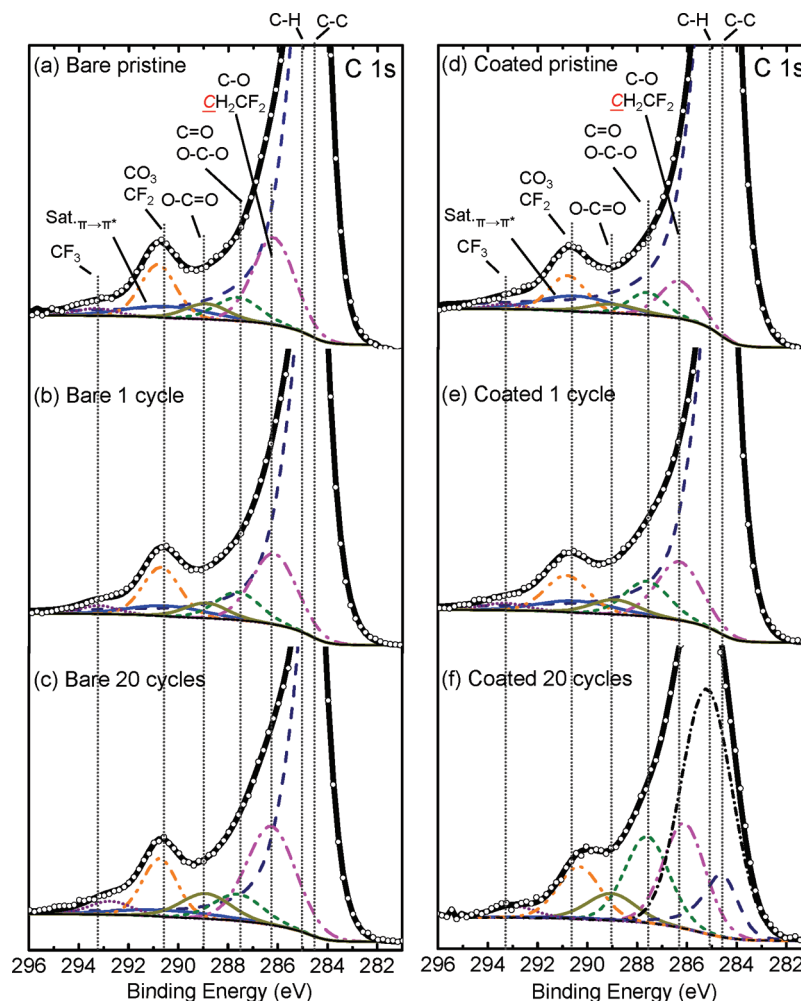 C-H C-C
(a) Bare pristine
C 1s
C-O
CH₂CF₂
C=O
O-C-O
CO₃
CF₂
O-C=O
Sat.π→π*
CF₃
(b) Bare 1 cycle
(c) Bare 20 cycles
296 294 292 290 288 286 284 282
Binding Energy (eV)
C-H C-C
(d) Coated pristine
C 1s
C-O
CH₂CF₂
C=O
O-C-O
CO₃
CF₂
O-C=O
Sat.π→π*
CF₃
(e) Coated 1 cycle
(f) Coated 20 cycles
296 294 292 290 288 286 284 282
Binding Energy (eV)